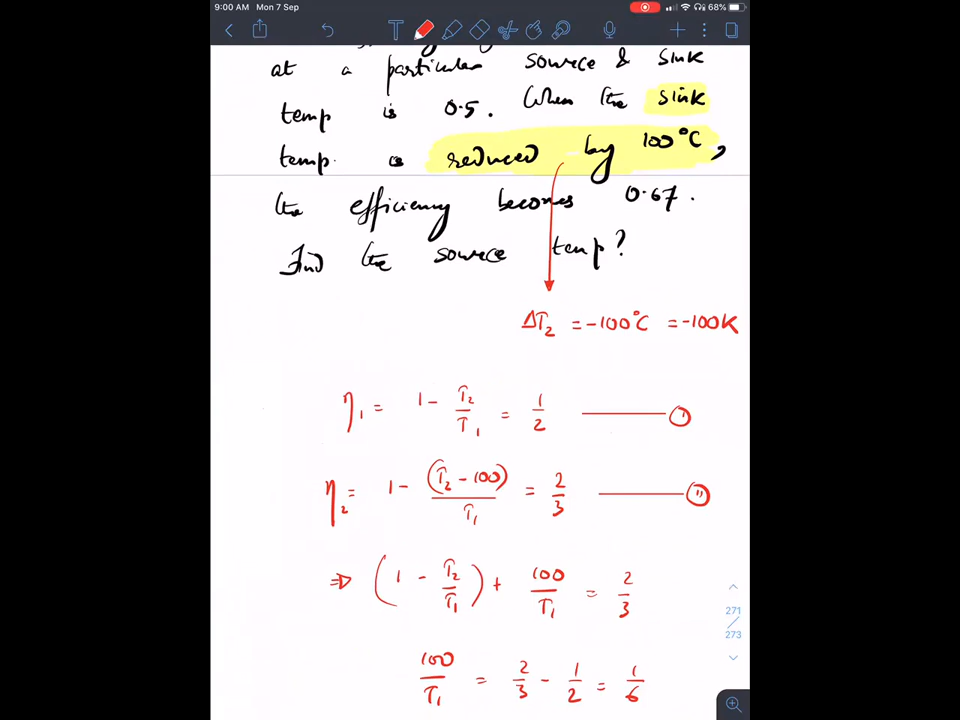 9:00 AM Mon 7 Sep
68%
at a particular source & sink
temp is 0.5. When the sink
temp. is reduced by 100°C,
the efficiency becomes 0.67.
Find the source temp?
ΔT₂ = -100°C = -100K
η₁ = 1 - T₂/T₁ = 1/2 ——— (i)
η₂ = 1 - (T₂ - 100)/T₁ = 2/3 ——— (ii)
⇒ (1 - T₂/T₁) + 100/T₁ = 2/3
100/T₁ = 2/3 - 1/2 = 1/6
271
/
273